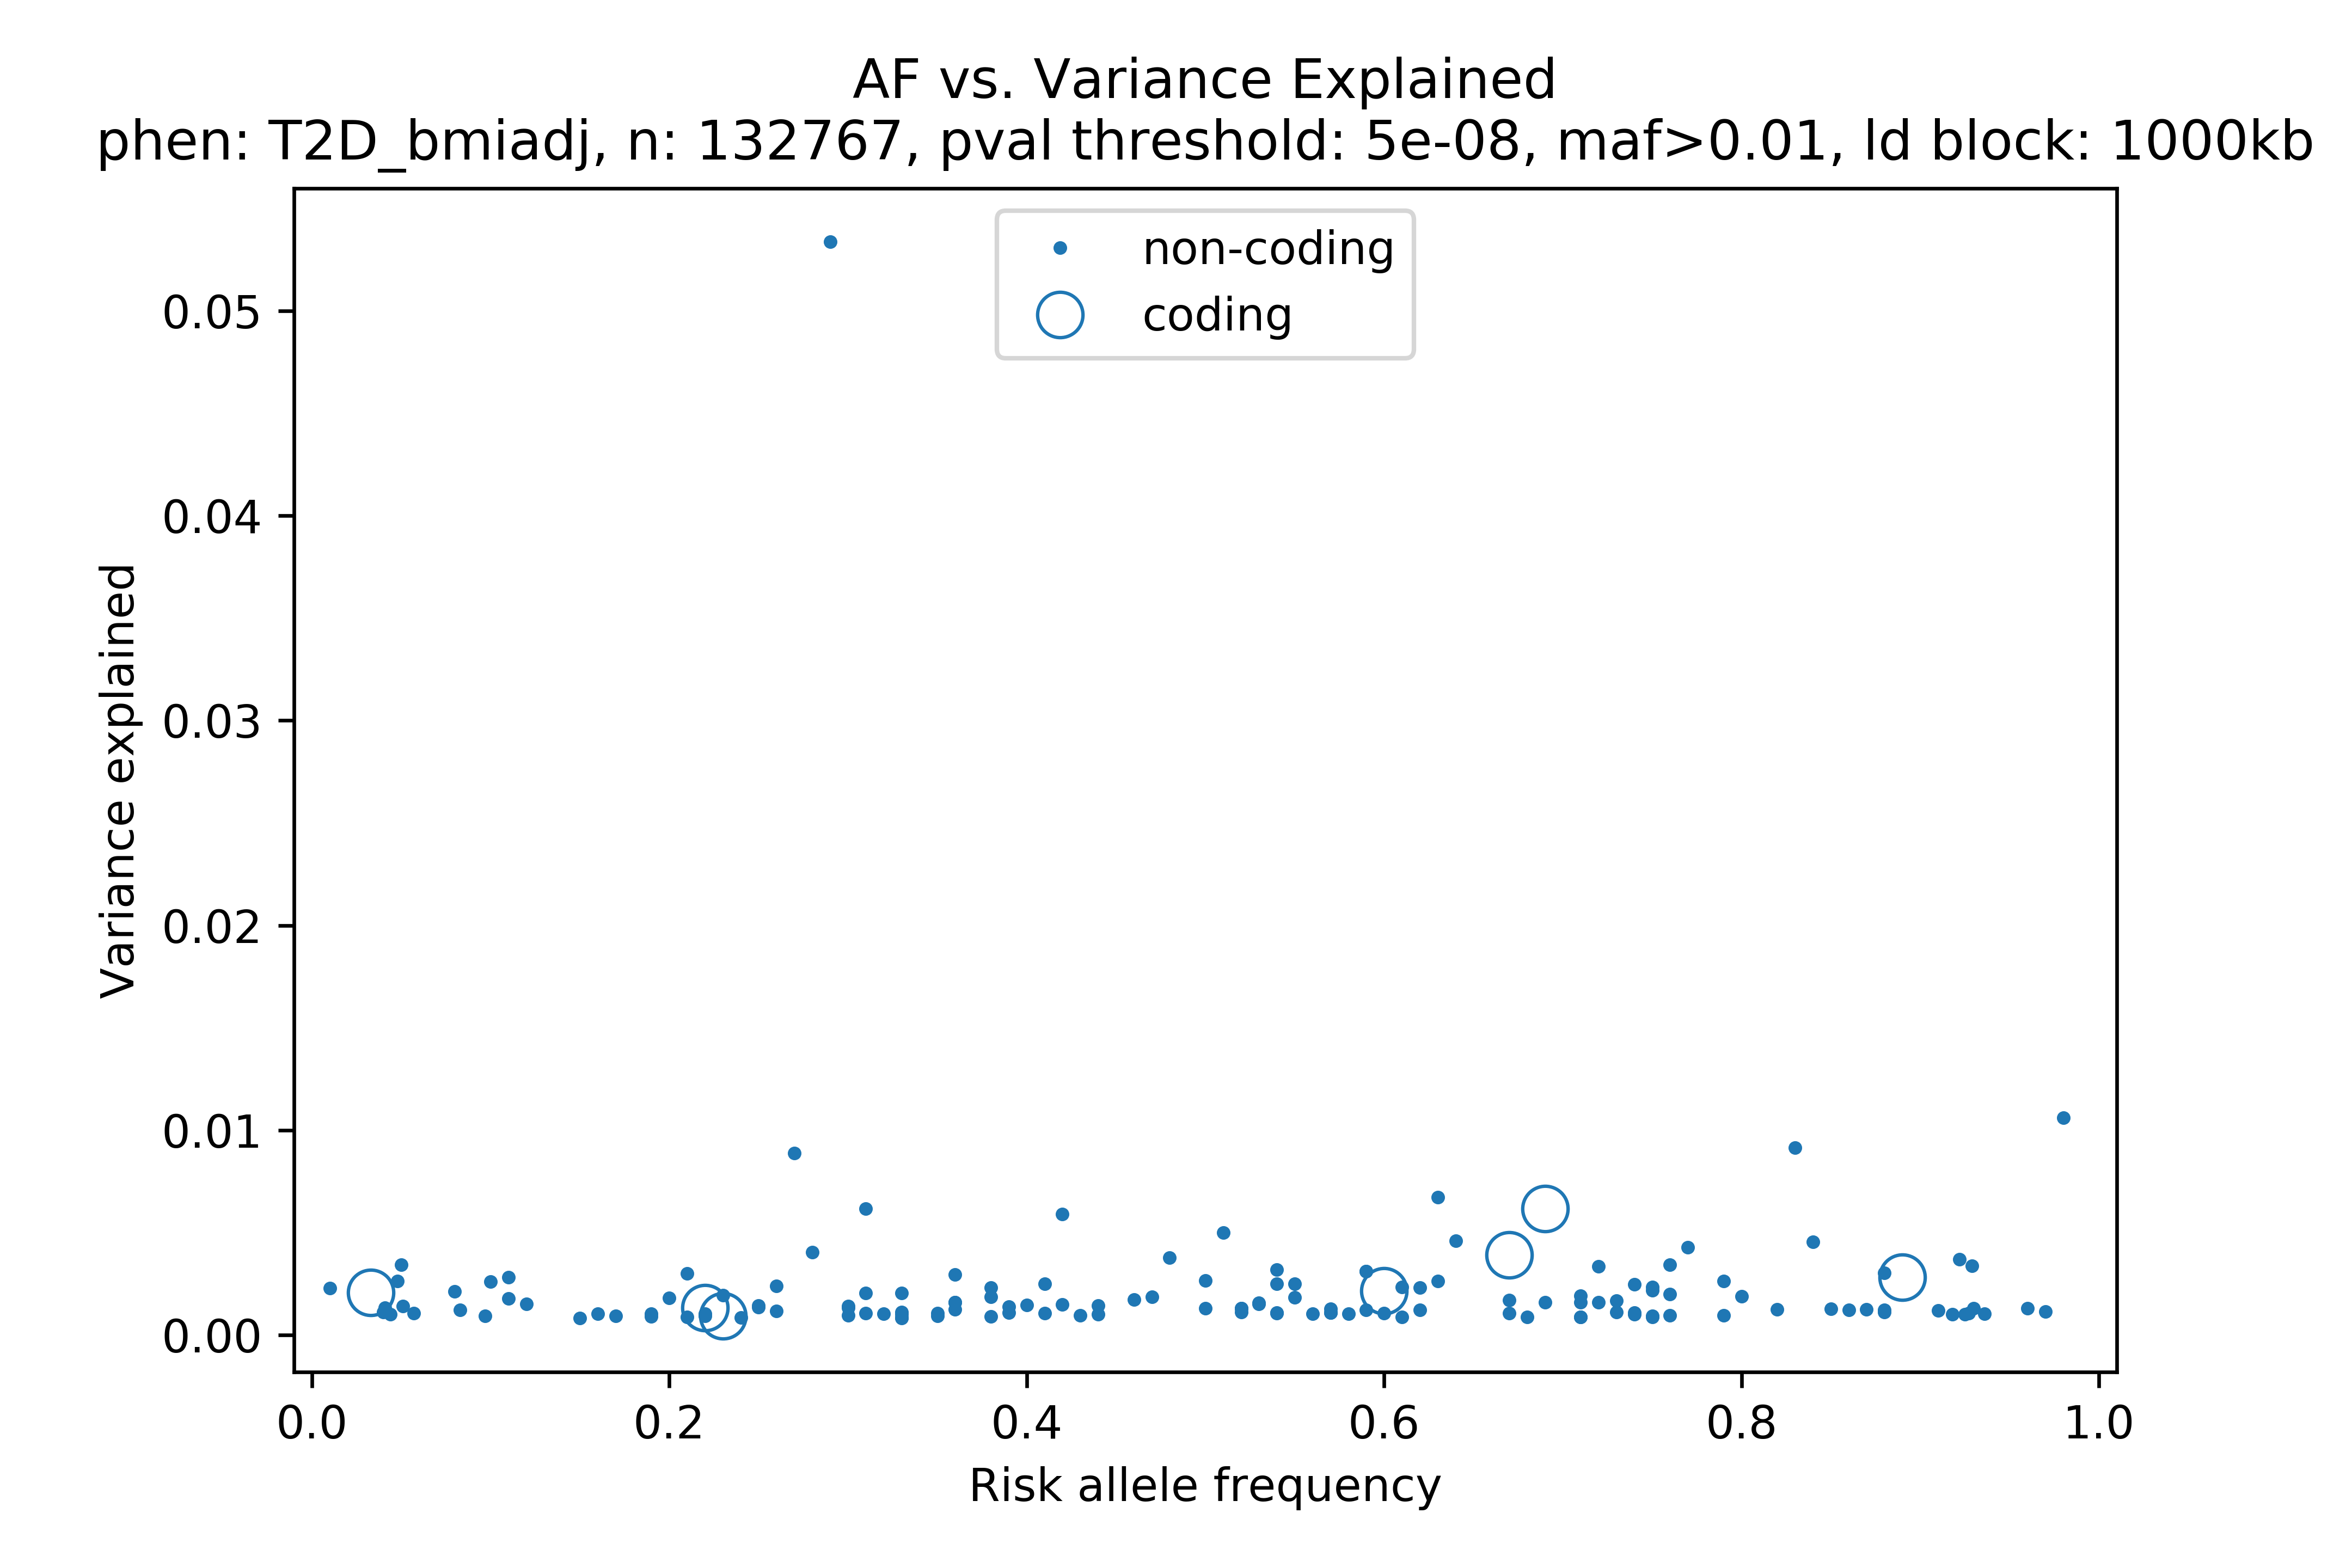 AF vs. Variance Explained
phen: T2D_bmiadj, n: 132767, pval threshold: 5e-08, maf>0.01, ld block: 1000kb
non-coding
coding
0.05
0.04
0.03
0.02
0.01
0.00
Variance explained
0.0 0.2 0.4 0.6 0.8 1.0
Risk allele frequency